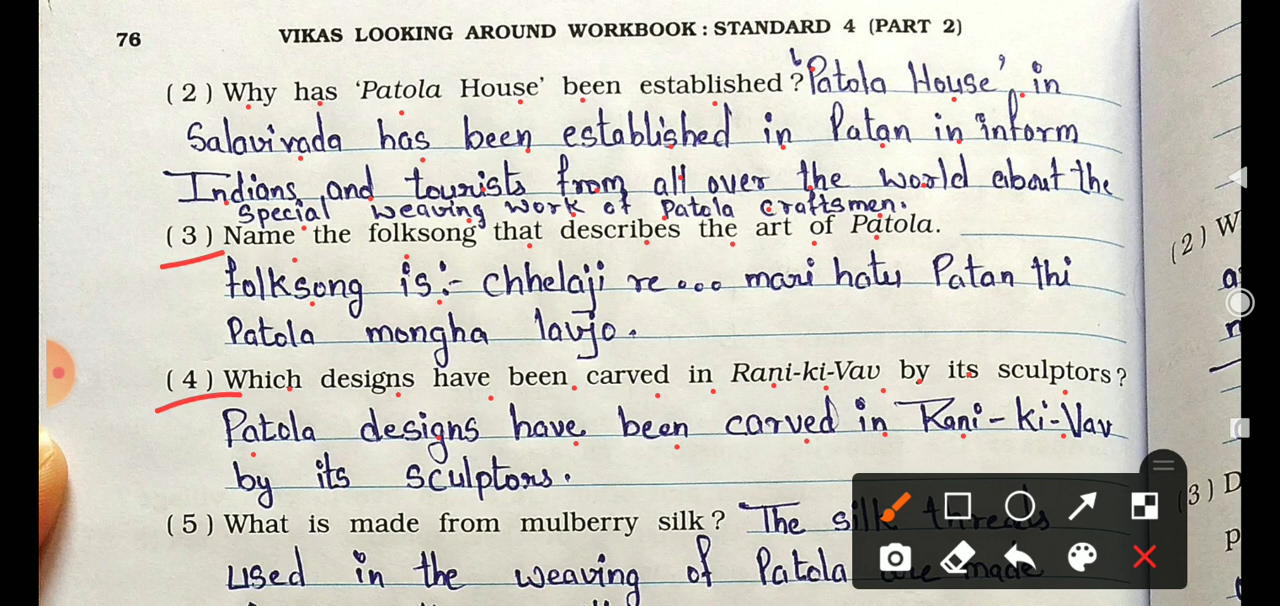 76 VIKAS LOOKING AROUND WORKBOOK : STANDARD 4 (PART 2)
(2) Why has 'Patola House' been established? 'Patola House', in
Salavivada has been established in Patan in inform
Indians and tourists from all over the world about the
special weaving work of patola craftsmen.
(3) Name the folksong that describes the art of Patola.
folksong is:- chhelaji re... mari hatu Patan thi
Patola mongha lavjo.
(4) Which designs have been carved in Rani-ki-Vav by its sculptors?
Patola designs have been carved in Rani-ki-Vav
by its sculptors.
(5) What is made from mulberry silk? The silk threads
used in the weaving of Patola are made
(2) W
(3) D